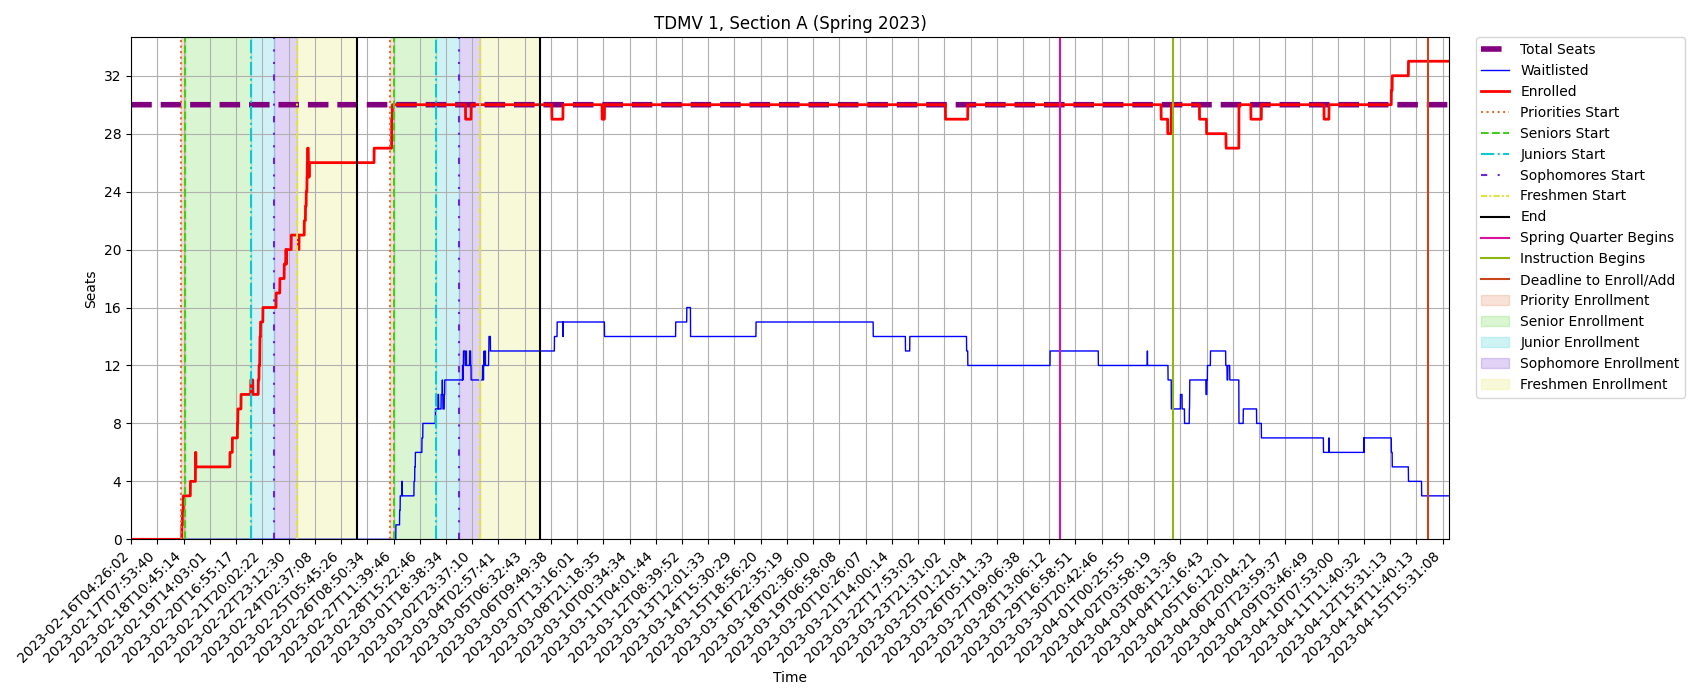 TDMV 1, Section A (Spring 2023)
Seats
32
28
24
20
16
12
8
4
0
2023-02-16T04:26:02
2023-02-17T07:53:40
2023-02-18T10:45:14
2023-02-19T14:03:01
2023-02-20T16:55:17
2023-02-21T20:02:22
2023-02-22T23:12:30
2023-02-24T02:37:08
2023-02-25T05:45:26
2023-02-26T08:50:34
2023-02-27T11:39:46
2023-02-28T15:22:46
2023-03-01T18:38:34
2023-03-02T23:37:10
2023-03-04T02:57:41
2023-03-05T06:32:43
2023-03-06T09:49:38
2023-03-07T13:16:01
2023-03-08T21:18:35
2023-03-10T00:34:34
2023-03-11T04:01:44
2023-03-12T08:39:52
2023-03-13T12:01:33
2023-03-14T15:30:29
2023-03-15T18:56:20
2023-03-16T22:35:19
2023-03-18T02:36:00
2023-03-19T06:58:08
2023-03-20T10:26:07
2023-03-21T14:00:14
2023-03-22T17:53:02
2023-03-23T21:31:02
2023-03-25T01:21:04
2023-03-26T05:11:33
2023-03-27T09:06:38
2023-03-28T13:06:12
2023-03-29T16:58:51
2023-03-30T20:42:46
2023-04-01T00:25:55
2023-04-02T03:58:19
2023-04-03T08:13:36
2023-04-04T12:16:43
2023-04-05T16:12:01
2023-04-06T20:04:21
2023-04-07T23:59:37
2023-04-09T03:46:49
2023-04-10T07:53:00
2023-04-11T11:40:32
2023-04-12T15:31:13
2023-04-14T11:40:13
2023-04-15T15:31:08
Time
Total Seats
Waitlisted
Enrolled
Priorities Start
Seniors Start
Juniors Start
Sophomores Start
Freshmen Start
End
Spring Quarter Begins
Instruction Begins
Deadline to Enroll/Add
Priority Enrollment
Senior Enrollment
Junior Enrollment
Sophomore Enrollment
Freshmen Enrollment